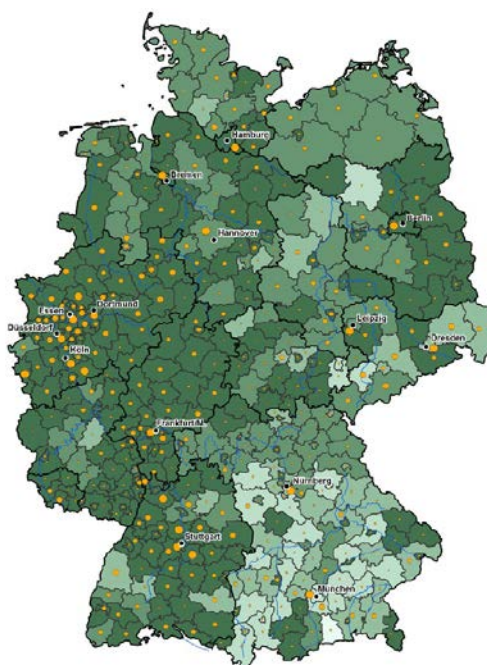 Hamburg
Bremen
Berlin
Hannover
Essen
Dortmund
Düsseldorf
Leipzig
Köln
Dresden
Frankfurt/M.
Nürnberg
Stuttgart
München